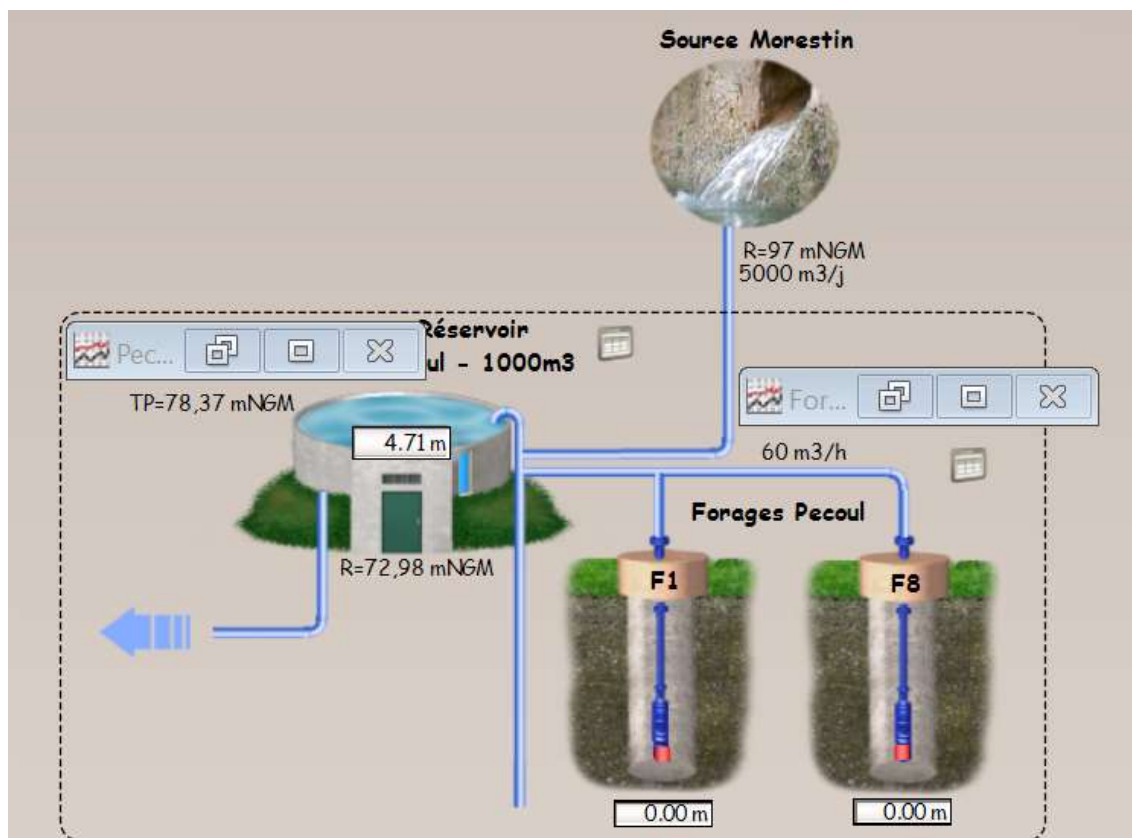 Source Morestin
R=97 mNGM
5000 m3/j
Réservoir
Pec...
ul - 1000m3
TP=78,37 mNGM
For...
4.71 m
60 m3/h
Forages Pecoul
R=72,98 mNGM
F1
F8
0.00 m
0.00 m